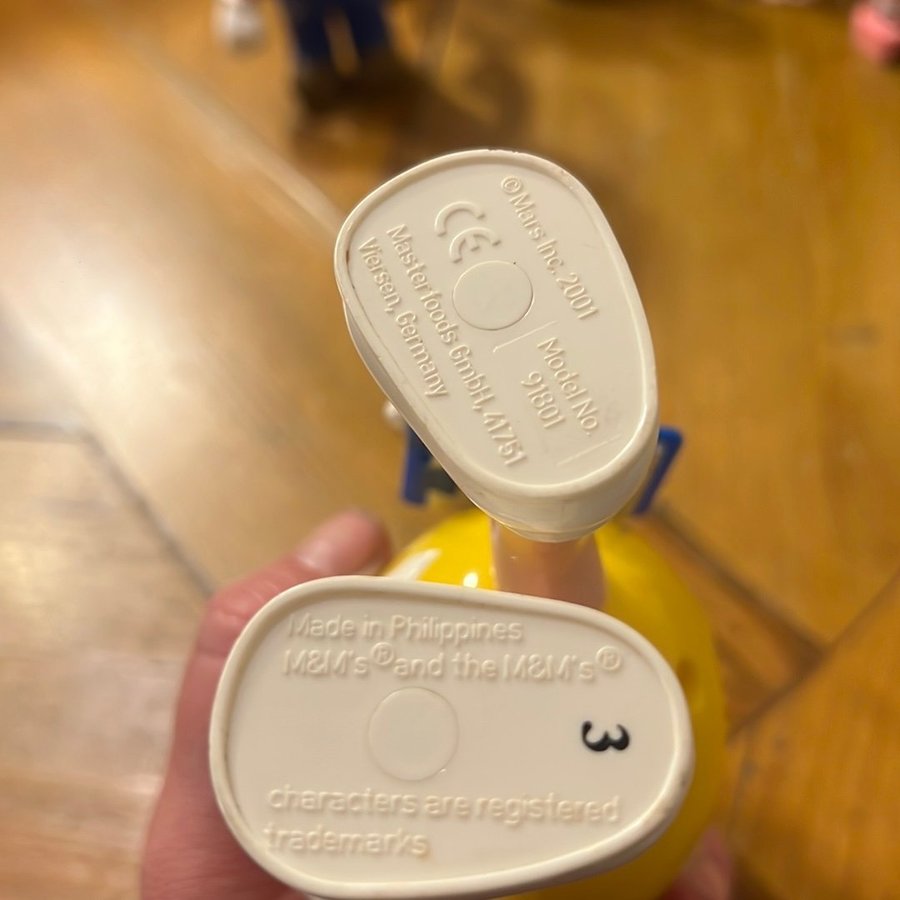 © Mars Inc. 2001
CE
Model No.
91801
Masterfoods GmbH, 41751
Viersen, Germany
Made in Philippines
M&M's® and the M&M's®
3
characters are registered
trademarks